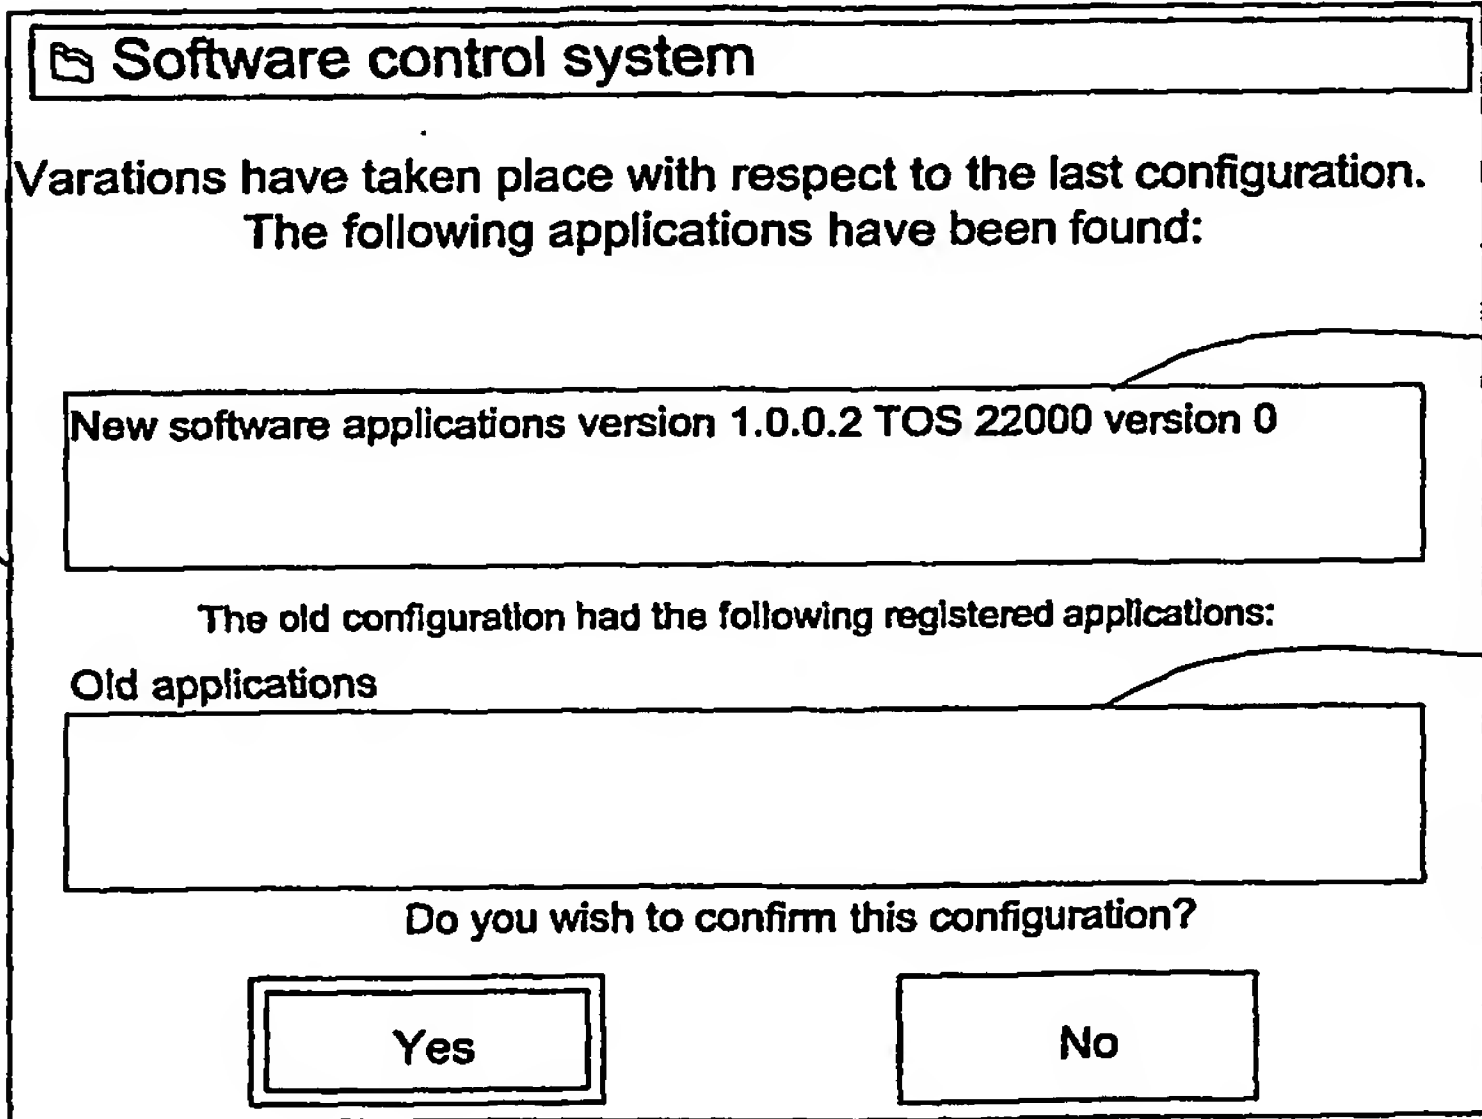 Software control system
Varations have taken place with respect to the last configuration.
The following applications have been found:
New software applications version 1.0.0.2 TOS 22000 version 0
The old configuration had the following registered applications:
Old applications
Do you wish to confirm this configuration?
Yes
No